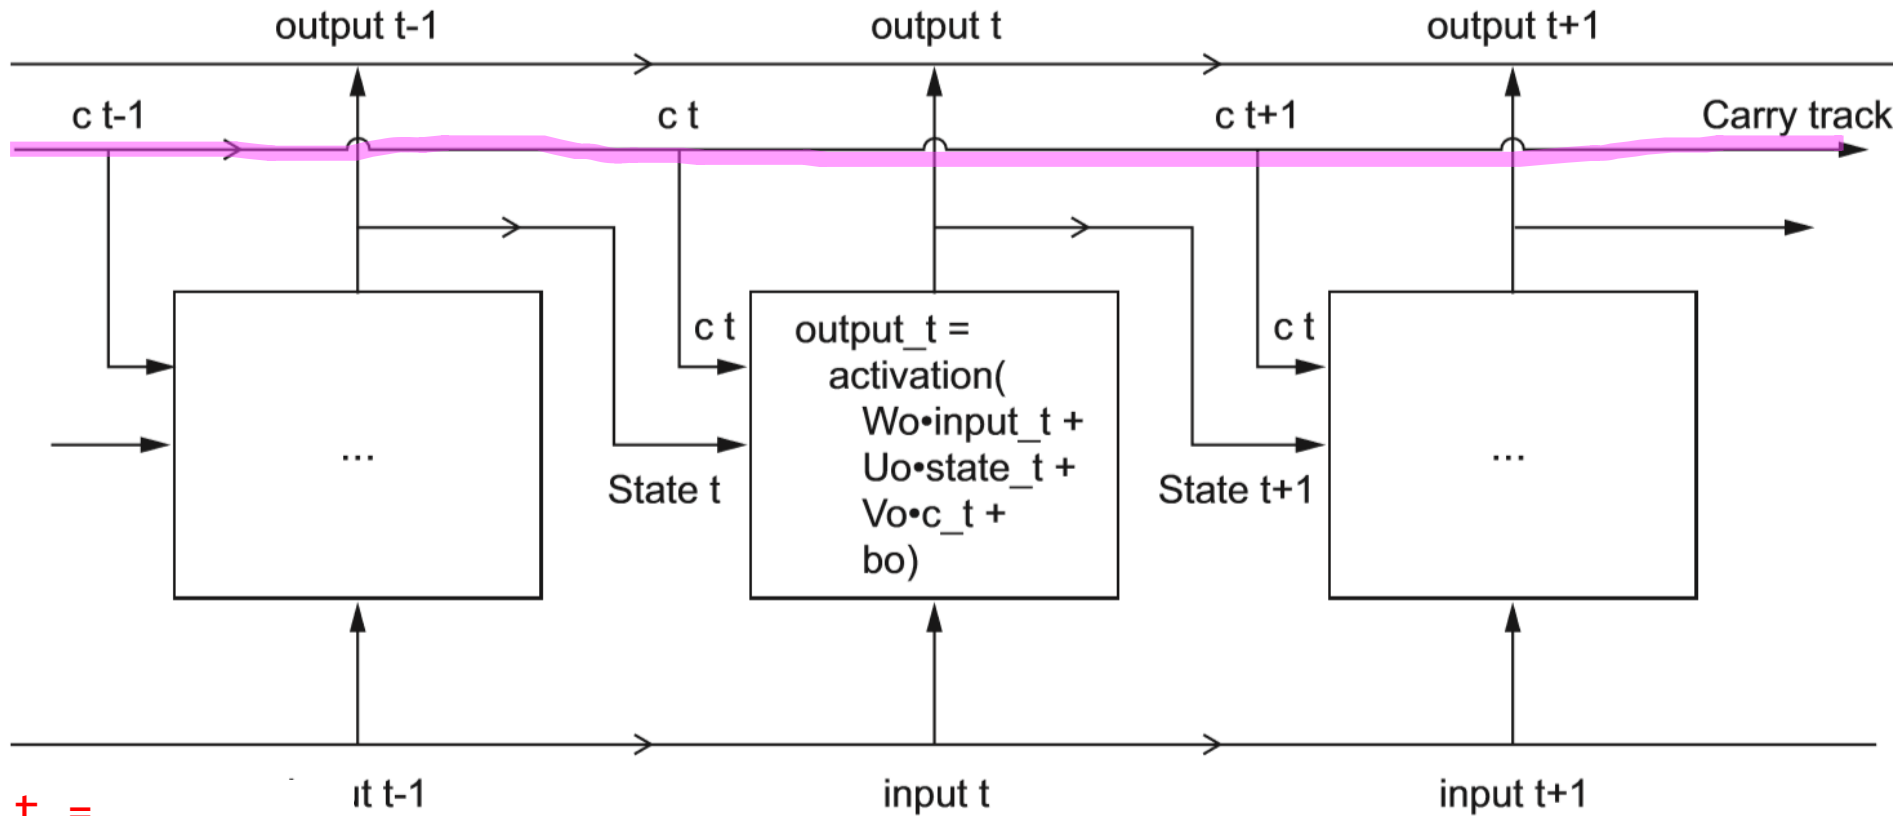 output t-1 output t output t+1
c t-1 c t c t+1 Carry track
c t c t
output_t =
activation(
Wo•input_t +
Uo•state_t +
Vo•c_t +
bo)
... ...
State t State t+1
t-1 input t input t+1
+ =